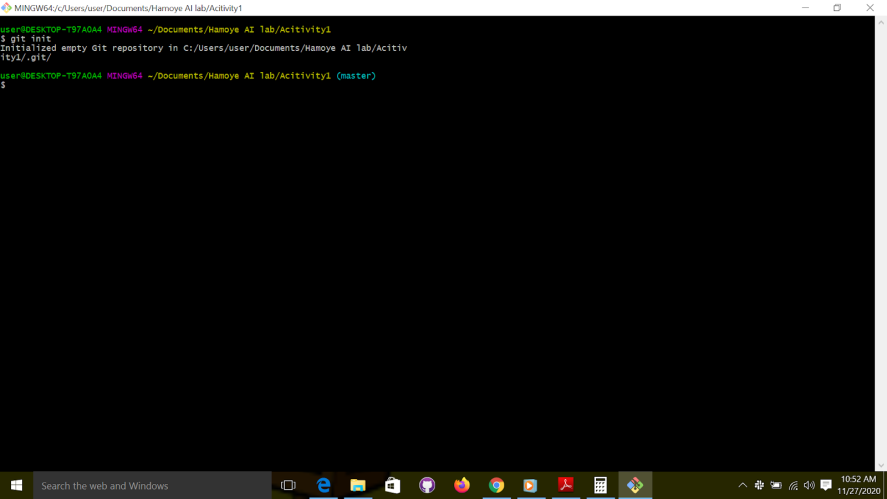 MINGW64:/c/Users/user/Documents/Hamoye AI lab/Acitivity1
user@DESKTOP-T97A0A4 MINGW64 ~/Documents/Hamoye AI lab/Acitivity1
$ git init
Initialized empty Git repository in C:/Users/user/Documents/Hamoye AI lab/Acitiv
ity1/.git/
user@DESKTOP-T97A0A4 MINGW64 ~/Documents/Hamoye AI lab/Acitivity1 (master)
$
Search the web and Windows
10:52 AM
11/27/2020